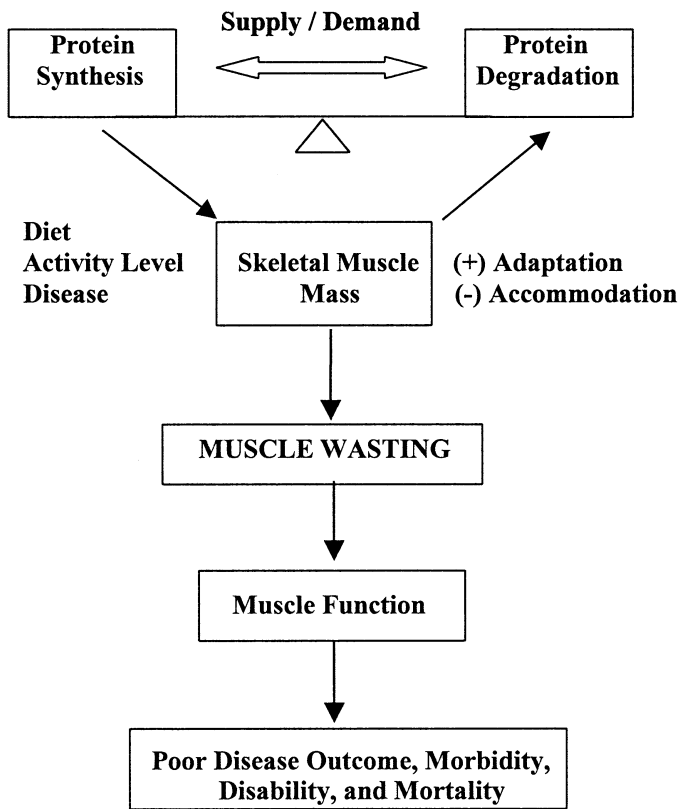 Supply / Demand
Protein
Synthesis
Protein
Degradation
Diet
Activity Level
Disease
Skeletal Muscle
Mass
(+) Adaptation
(-) Accommodation
MUSCLE WASTING
Muscle Function
Poor Disease Outcome, Morbidity,
Disability, and Mortality